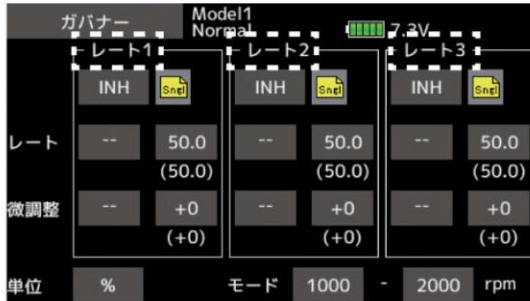 ガバナー Model1 7.3V
Normal
レート1 レート2 レート3
INH Sngl INH Sngl INH Sngl
レート -- 50.0 -- 50.0 -- 50.0
(50.0) (50.0) (50.0)
微調整 -- +0 -- +0 -- +0
(+0) (+0) (+0)
単位 % モード 1000 - 2000 rpm